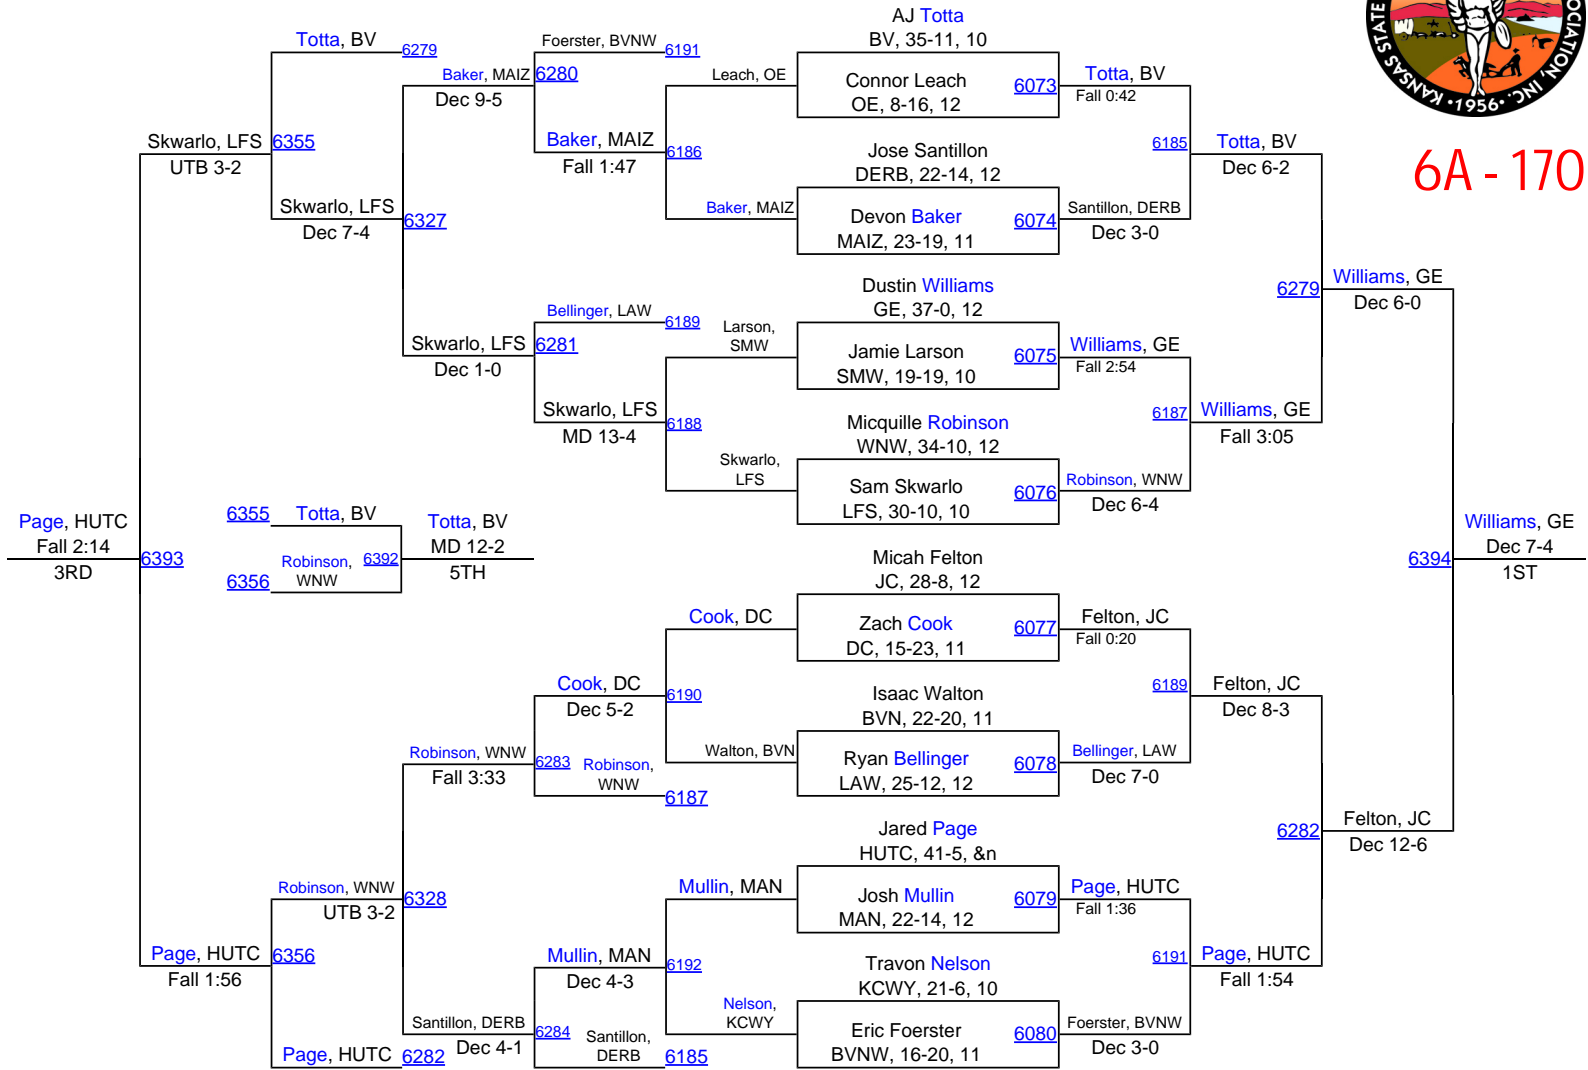 KANSAS STATE
OCIATION, INC.
•1956•
6A - 170
AJ Totta
BV, 35-11, 10
Connor Leach
OE, 8-16, 12
6073
Totta, BV
Fall 0:42
Jose Santillon
DERB, 22-14, 12
Devon Baker
MAIZ, 23-19, 11
6074
Santillon, DERB
Dec 3-0
6185
Totta, BV
Dec 6-2
Dustin Williams
GE, 37-0, 12
Jamie Larson
SMW, 19-19, 10
6075
Williams, GE
Fall 2:54
Micquille Robinson
WNW, 34-10, 12
Sam Skwarlo
LFS, 30-10, 10
6076
Robinson, WNW
Dec 6-4
6187
Williams, GE
Fall 3:05
6279
Williams, GE
Dec 6-0
Micah Felton
JC, 28-8, 12
Zach Cook
DC, 15-23, 11
6077
Felton, JC
Fall 0:20
Isaac Walton
BVN, 22-20, 11
Ryan Bellinger
LAW, 25-12, 12
6078
Bellinger, LAW
Dec 7-0
6189
Felton, JC
Dec 8-3
Jared Page
HUTC, 41-5, &n
Josh Mullin
MAN, 22-14, 12
6079
Page, HUTC
Fall 1:36
Travon Nelson
KCWY, 21-6, 10
Eric Foerster
BVNW, 16-20, 11
6080
Foerster, BVNW
Dec 3-0
6191
Page, HUTC
Fall 1:54
6282
Felton, JC
Dec 12-6
6394
Williams, GE
Dec 7-4
1ST
Leach, OE
Baker, MAIZ
6186
Baker, MAIZ
Fall 1:47
Foerster, BVNW
6191
6280
Baker, MAIZ
Dec 9-5
Larson,
SMW
Skwarlo,
LFS
6188
Skwarlo, LFS
MD 13-4
Bellinger, LAW
6189
6281
Skwarlo, LFS
Dec 1-0
6327
Skwarlo, LFS
Dec 7-4
Totta, BV
6279
6355
Skwarlo, LFS
UTB 3-2
Cook, DC
Walton, BVN
6190
Cook, DC
Dec 5-2
Robinson,
WNW
6187
6283
Robinson, WNW
Fall 3:33
Mullin, MAN
Nelson,
KCWY
6192
Mullin, MAN
Dec 4-3
Santillon,
DERB
6185
6284
Santillon, DERB
Dec 4-1
6328
Robinson, WNW
UTB 3-2
Page, HUTC
6282
6356
Page, HUTC
Fall 1:56
6393
Page, HUTC
Fall 2:14
3RD
6355
Totta, BV
6356
Robinson,
WNW
6392
Totta, BV
MD 12-2
5TH